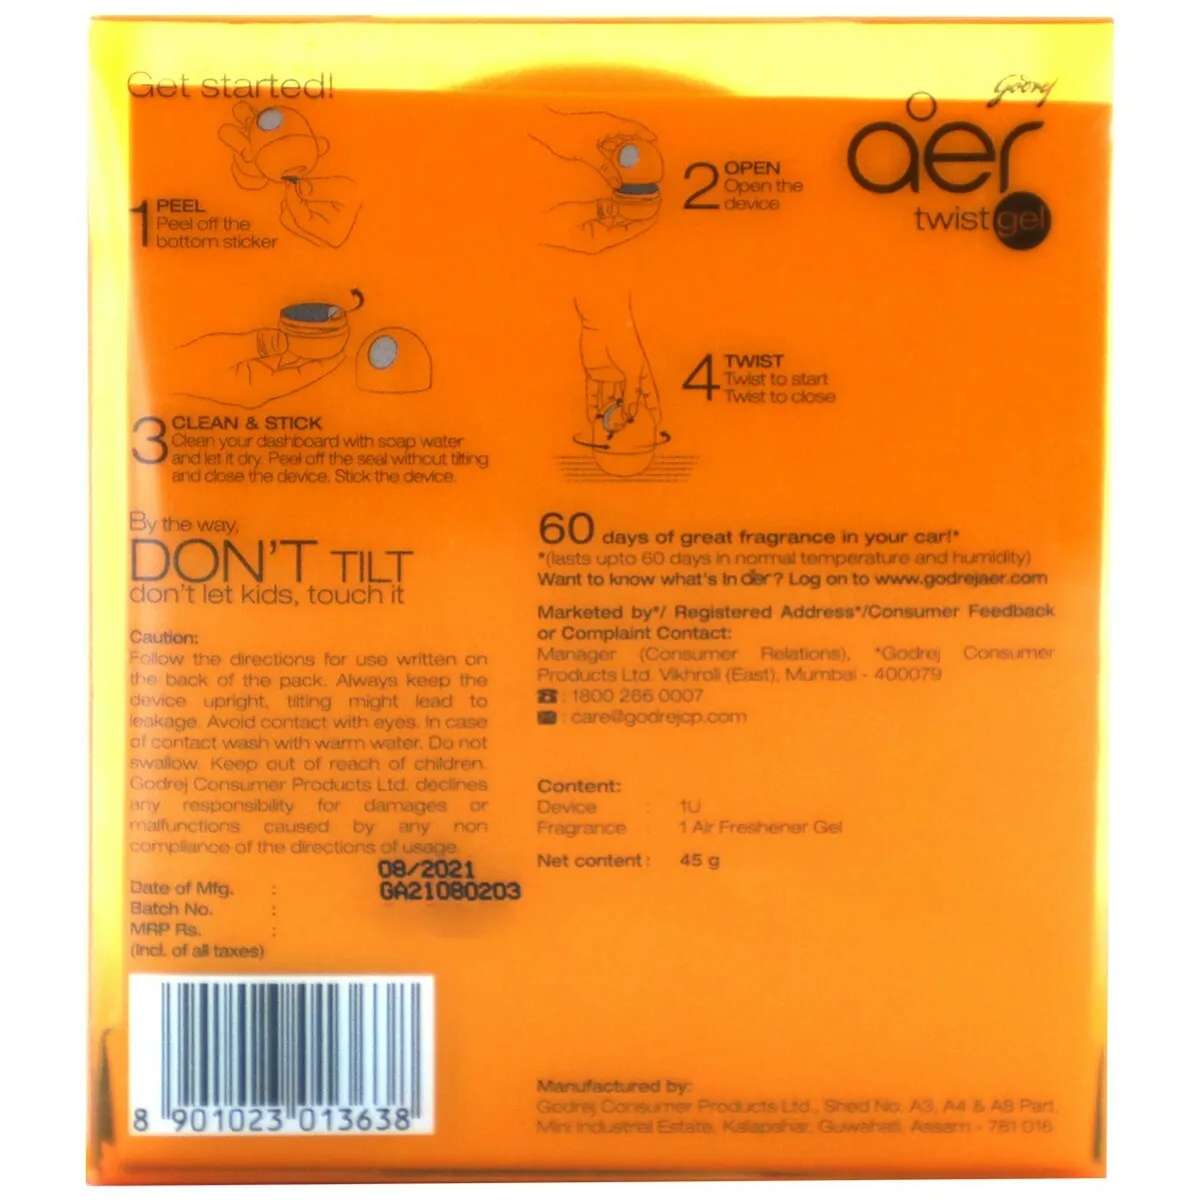 Get started!
Godrej
aer
twist gel
1 PEEL
Peel off the
bottom sticker
2 OPEN
Open the
device
3 CLEAN & STICK
Clean your dashboard with soap water
and let it dry. Peel off the seal without tilting
and close the device. Stick the device.
4 TWIST
Twist to start
Twist to close
By the way,
DON'T TILT
don't let kids, touch it
Caution:
Follow the directions for use written on
the back of the pack. Always keep the
device upright, tilting might lead to
leakage. Avoid contact with eyes. In case
of contact wash with warm water. Do not
swallow. Keep out of reach of children.
Godrej Consumer Products Ltd. declines
any responsibility for damages or
malfunctions caused by any non
compliance of the directions of usage.
08/2021
Date of Mfg. :
GA21080203
Batch No. :
MRP Rs. :
(Incl. of all taxes)
8 901023 013638
60 days of great fragrance in your car!*
*(lasts upto 60 days in normal temperature and humidity)
Want to know what's in aer? Log on to www.godrejaer.com
Marketed by*/ Registered Address*/Consumer Feedback
or Complaint Contact:
Manager (Consumer Relations), *Godrej Consumer
Products Ltd. Vikhroli (East), Mumbai - 400079
: 1800 266 0007
: care@godrejcp.com
Content:
Device : 1U
Fragrance : 1 Air Freshener Gel
Net content : 45 g
Manufactured by:
Godrej Consumer Products Ltd., Shed No. A3, A4 & A8 Part,
Mini Industrial Estate, Kalapahar, Guwahati, Assam - 781 016